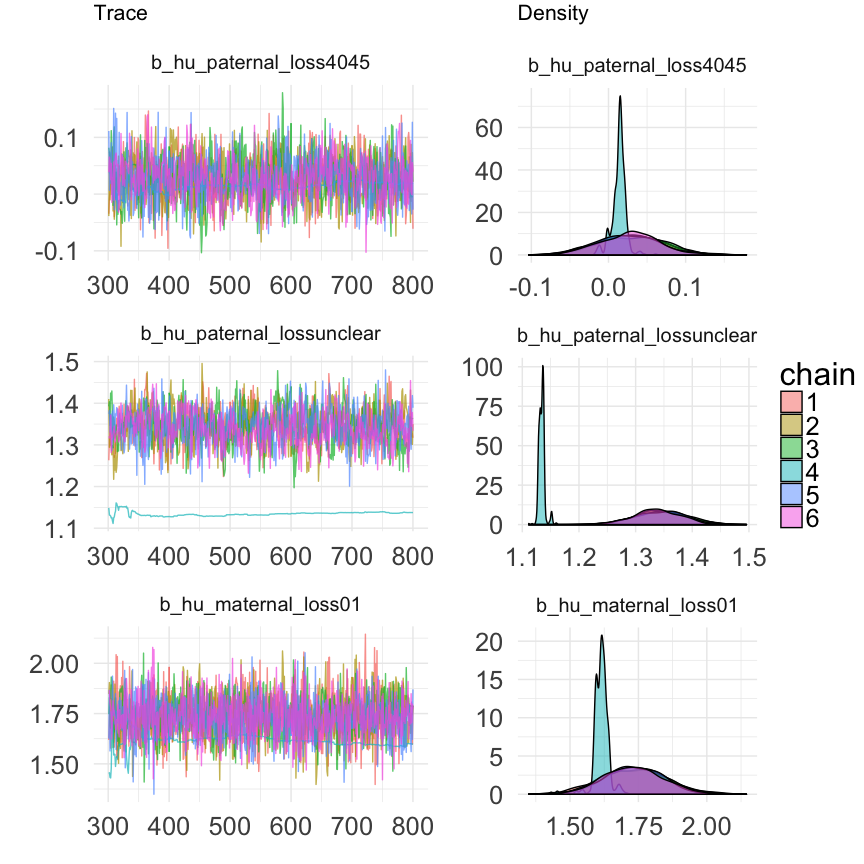 Trace
Density
b_hu_paternal_loss4045
b_hu_paternal_loss4045
0.1
0.0
-0.1
300 400 500 600 700 800
60
40
20
0
-0.1 0.0 0.1
b_hu_paternal_lossunclear
b_hu_paternal_lossunclear
1.5
1.4
1.3
1.2
1.1
300 400 500 600 700 800
100
75
50
25
0
1.1 1.2 1.3 1.4 1.5
chain
1
2
3
4
5
6
b_hu_maternal_loss01
b_hu_maternal_loss01
2.00
1.75
1.50
300 400 500 600 700 800
20
15
10
5
0
1.50 1.75 2.00